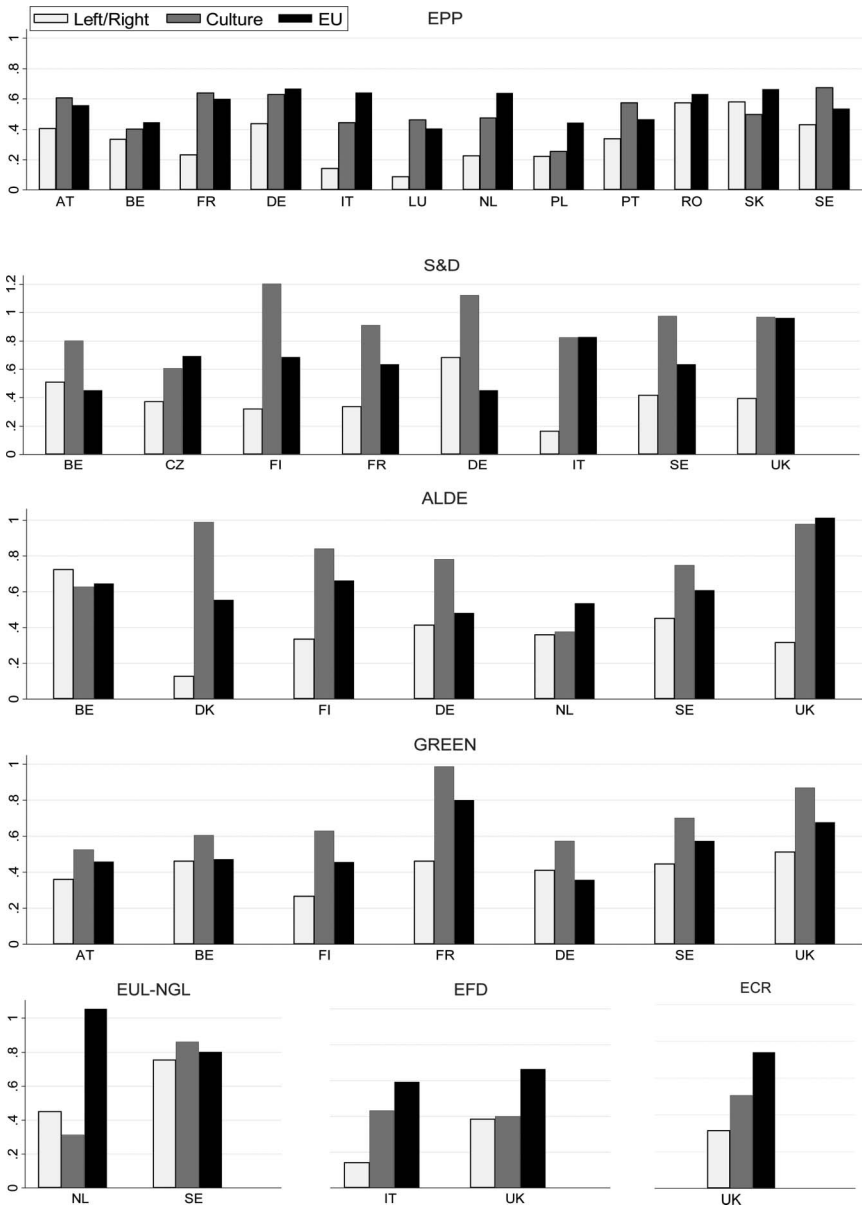 Left/Right Culture EU
EPP
1
.8
.6
.4
.2
0
AT BE FR DE IT LU NL PL PT RO SK SE
S&D
1.2
1
.8
.6
.4
.2
0
BE CZ FI FR DE IT SE UK
ALDE
1
.8
.6
.4
.2
0
BE DK FI DE NL SE UK
GREEN
1
.8
.6
.4
.2
0
AT BE FI FR DE SE UK
EUL-NGL EFD ECR
1
.8
.6
.4
.2
0
NL SE IT UK UK